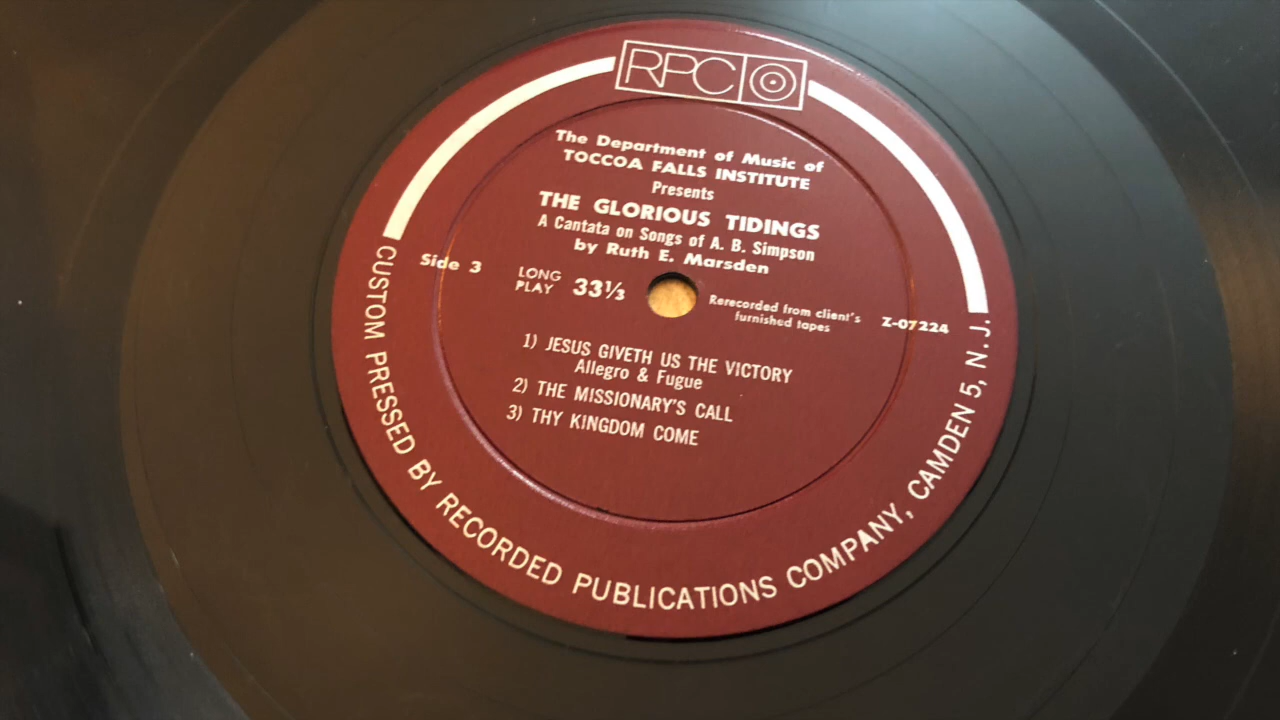 RPC
The Department of Music of
TOCCOA FALLS INSTITUTE
Presents
THE GLORIOUS TIDINGS
A Cantata on Songs of A. B. Simpson
by Ruth E. Marsden
Side 3
LONG
PLAY
33⅓
Rerecorded from client's
furnished tapes
Z-07224
1) JESUS GIVETH US THE VICTORY
Allegro & Fugue
2) THE MISSIONARY'S CALL
3) THY KINGDOM COME
CUSTOM PRESSED BY RECORDED PUBLICATIONS COMPANY, CAMDEN 5, N. J.